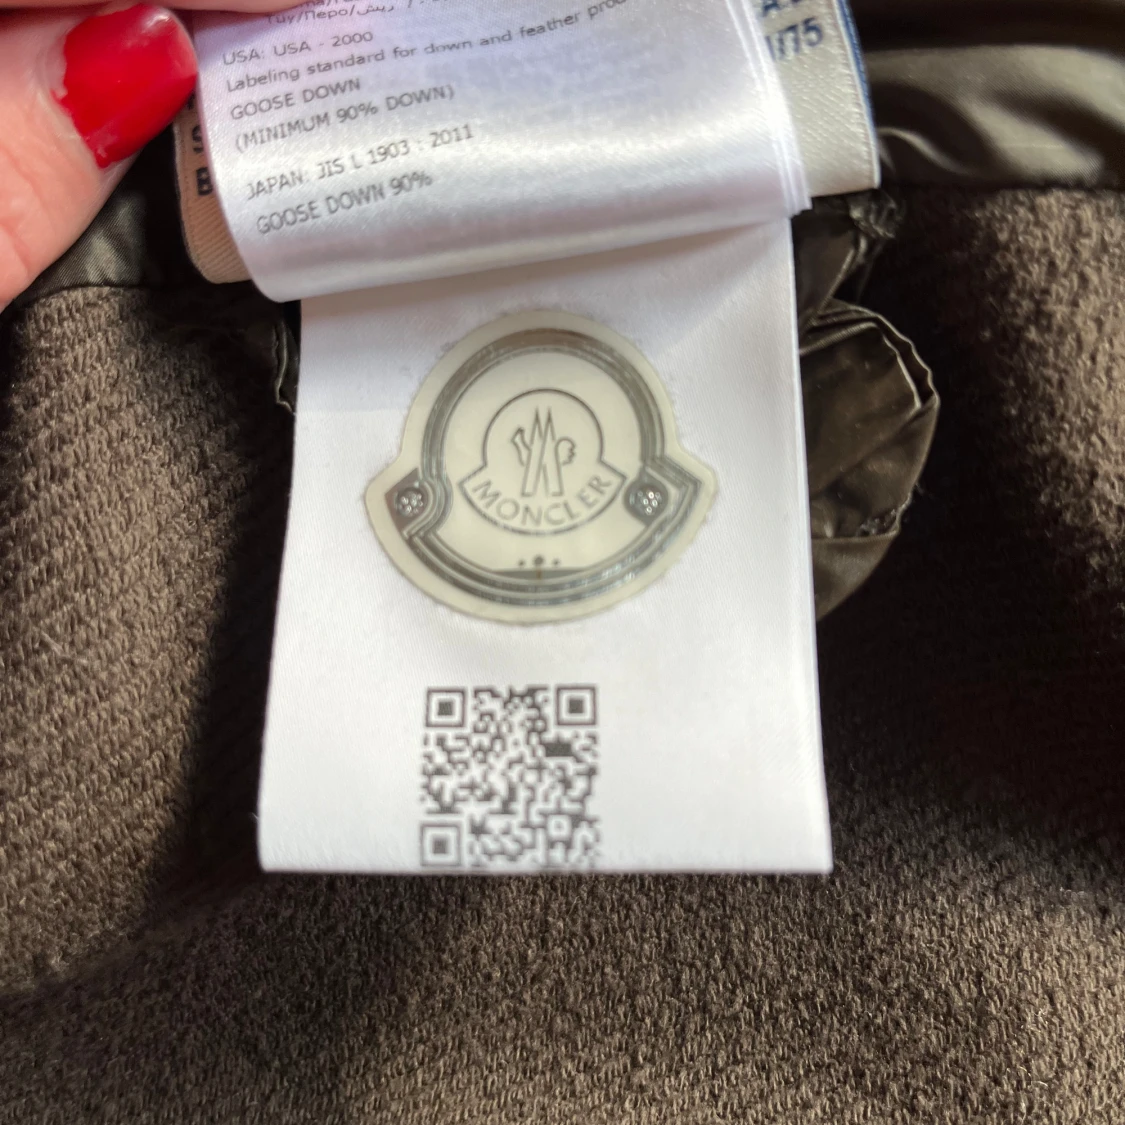 USA: USA - 2000
Labeling standard for down and feather
GOOSE DOWN
(MINIMUM 90% DOWN)
JAPAN: JIS L 1903 : 2011
GOOSE DOWN 90%
MONCLER